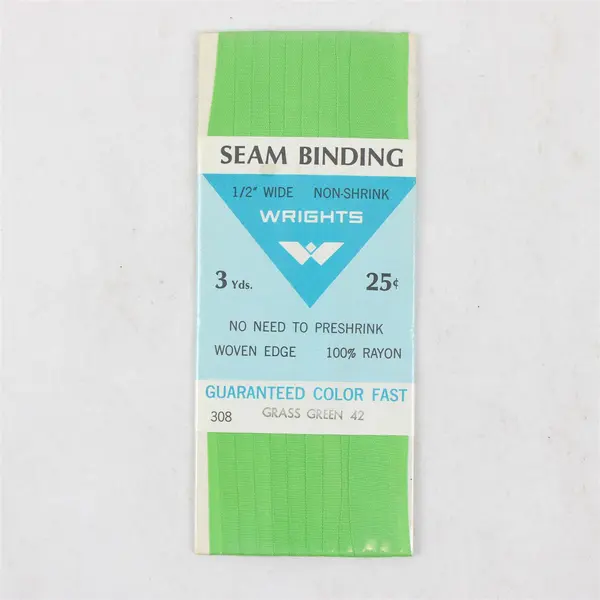 SEAM BINDING
1/2" WIDE NON-SHRINK
WRIGHTS
3 Yds. 25¢
NO NEED TO PRESHRINK
WOVEN EDGE 100% RAYON
GUARANTEED COLOR FAST
308 GRASS GREEN 42